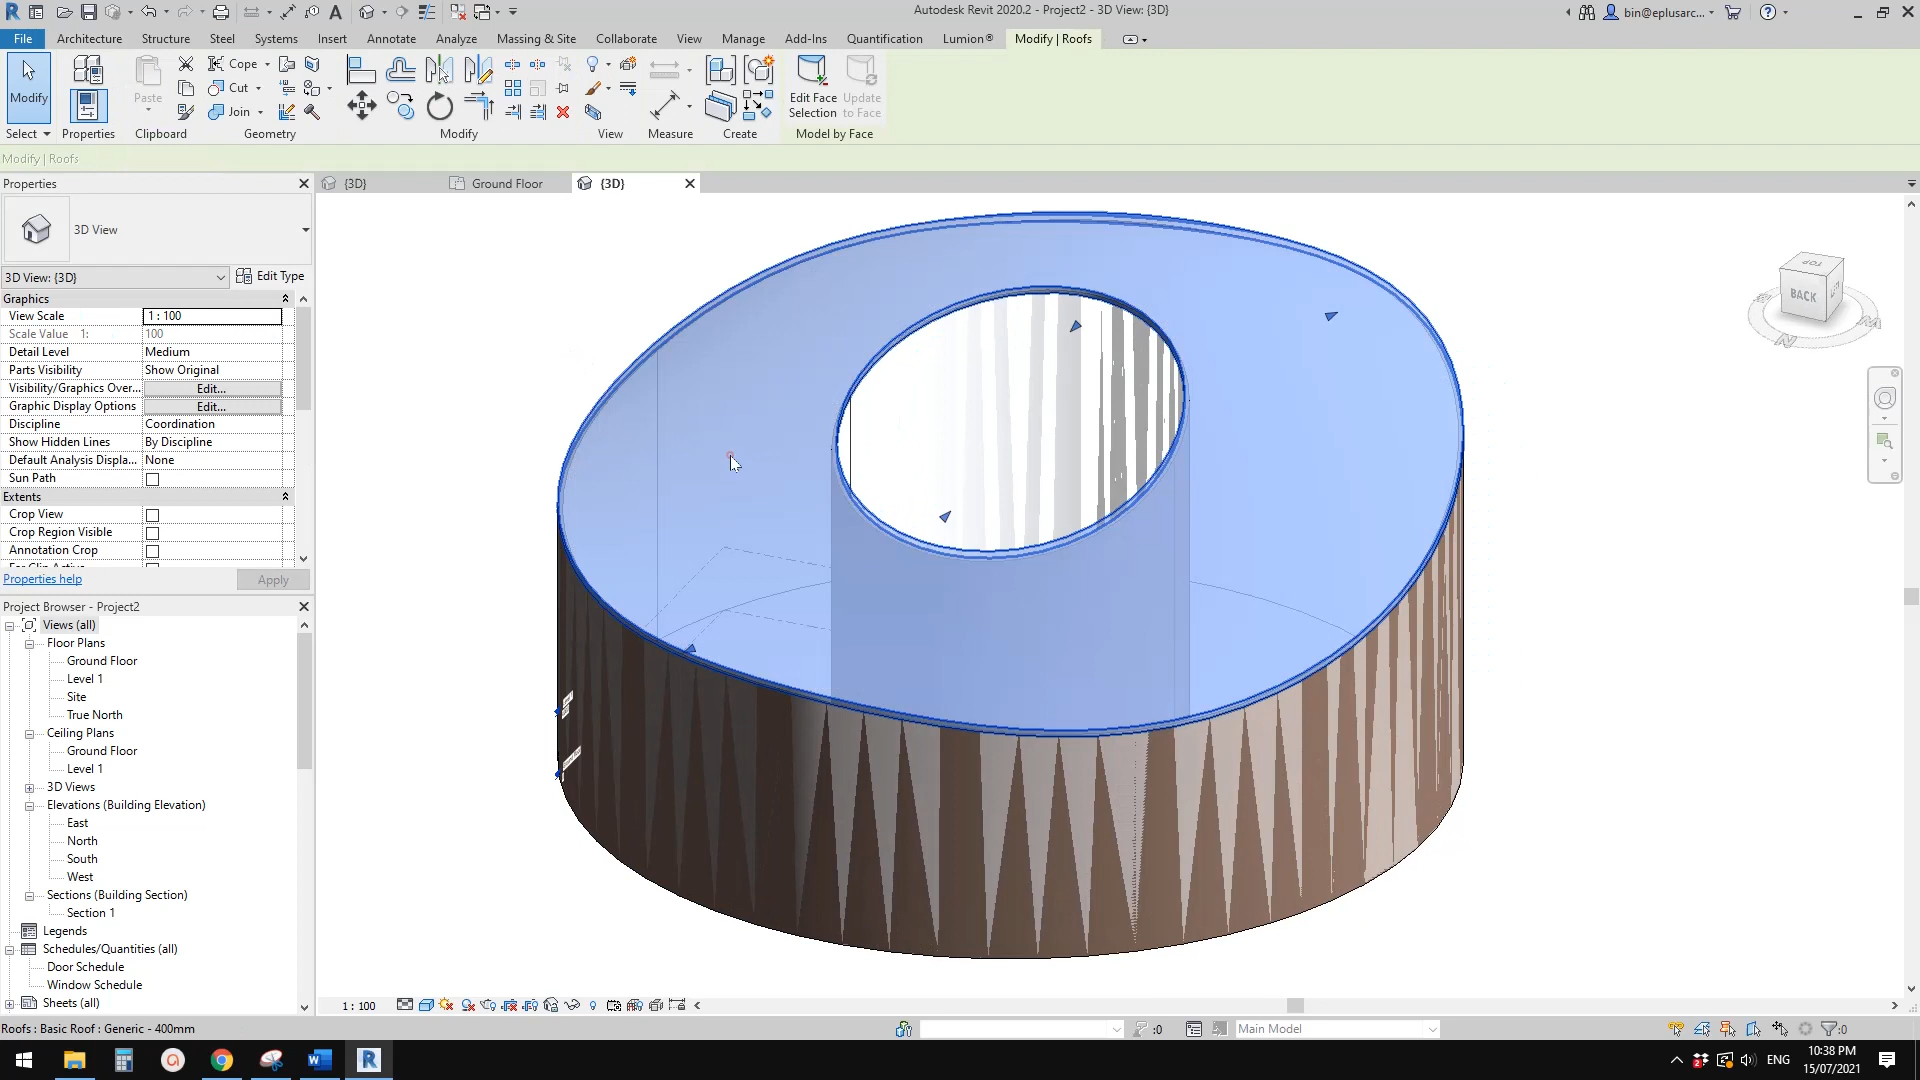 Autodesk Revit 2020.2 - Project2 - 3D View: {3D}
bin@eplusarc...
File Architecture Structure Steel Systems Insert Annotate Analyze Massing & Site Collaborate View Manage Add-Ins Quantification Lumion® Modify | Roofs
Modify
Paste
Cope
Cut
Join
Edit Face Selection
Update to Face
Select Properties Clipboard Geometry Modify View Measure Create Model by Face
Modify | Roofs
Properties
{3D} Ground Floor {3D}
3D View
3D View: {3D} Edit Type
Graphics
View Scale 1 : 100
Scale Value 1: 100
Detail Level Medium
Parts Visibility Show Original
Visibility/Graphics Over... Edit...
Graphic Display Options Edit...
Discipline Coordination
Show Hidden Lines By Discipline
Default Analysis Displa... None
Sun Path
Extents
Crop View
Crop Region Visible
Annotation Crop
Properties help Apply
Project Browser - Project2
Views (all)
Floor Plans
Ground Floor
Level 1
Site
True North
Ceiling Plans
Ground Floor
Level 1
3D Views
Elevations (Building Elevation)
East
North
South
West
Sections (Building Section)
Section 1
Legends
Schedules/Quantities (all)
Door Schedule
Window Schedule
Sheets (all)
TOP
BACK
N
1 : 100
Roofs : Basic Roof : Generic - 400mm
:0
Main Model
:0
ENG
10:38 PM
15/07/2021